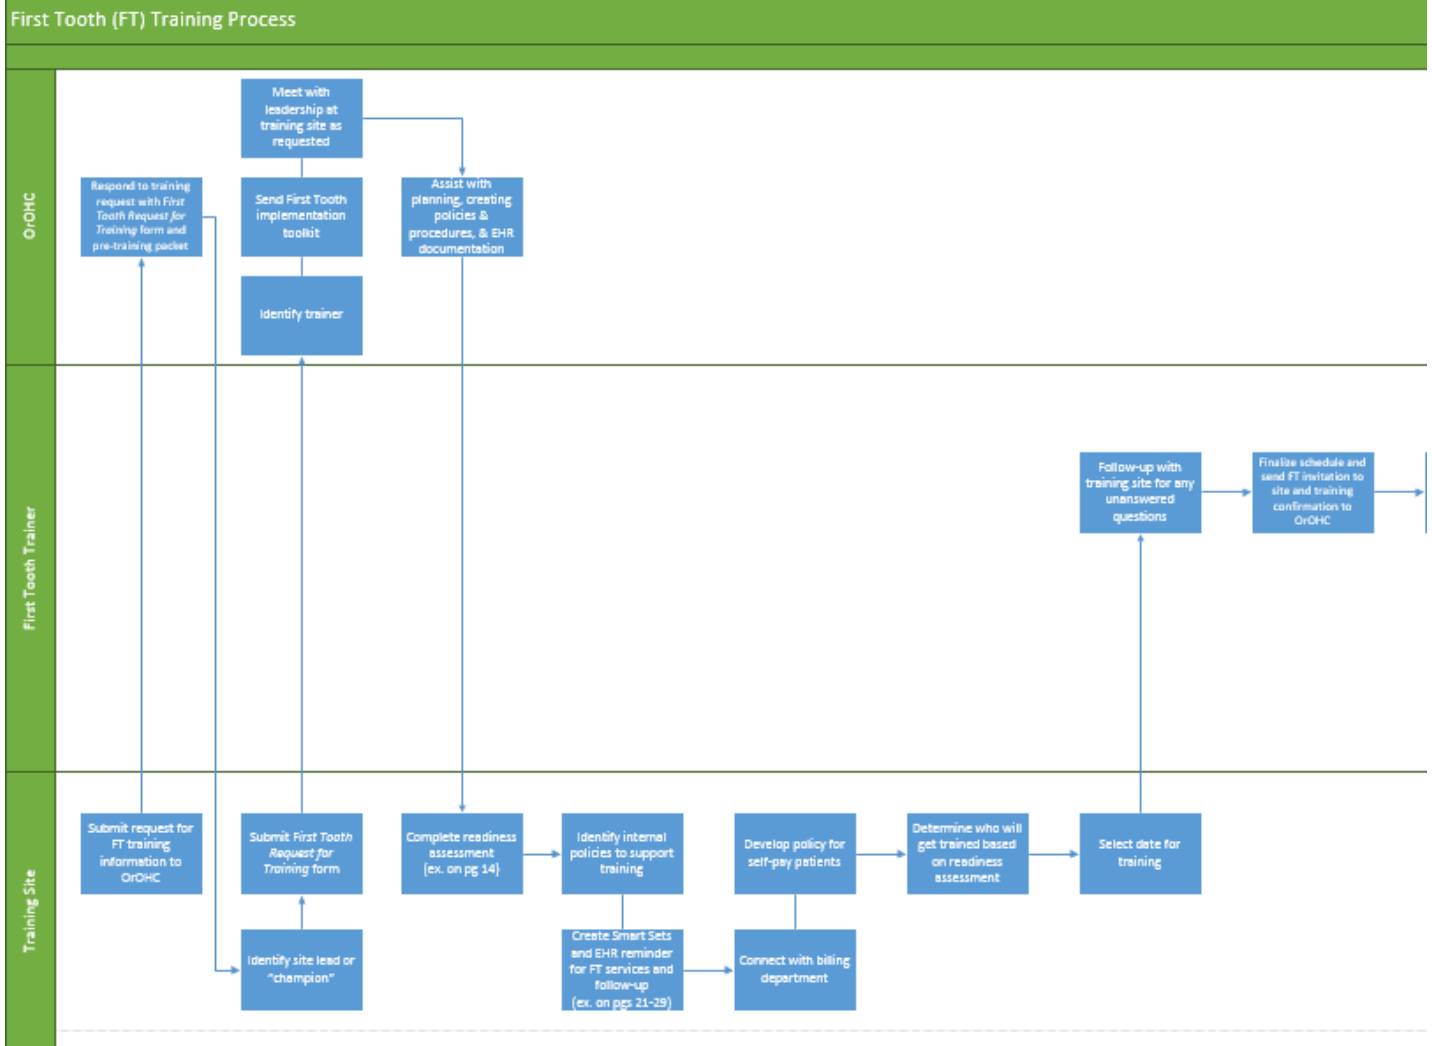 First Tooth (FT) Training Process
OrOHC
Meet with
leadership at
training site as
requested
Respond to training
request with First
Tooth Request for
Training form and
pre-training packet
Send First Tooth
implementation
toolkit
Assist with
planning, creating
policies &
procedures, & EHR
documentation
Identify trainer
First Tooth Trainer
Follow-up with
training site for any
unanswered
questions
Finalize schedule and
send FT invitation to
site and training
confirmation to
OrOHC
Training Site
Submit request for
FT training
information to
OrOHC
Submit First Tooth
Request for
Training form
Complete readiness
assessment
(ex. on pg 14)
Identify internal
policies to support
training
Develop policy for
self-pay patients
Determine who will
get trained based
on readiness
assessment
Select date for
training
Identify site lead or
“champion”
Create Smart Sets
and EHR reminder
for FT services and
follow-up
(ex. on pgs 21-29)
Connect with billing
department